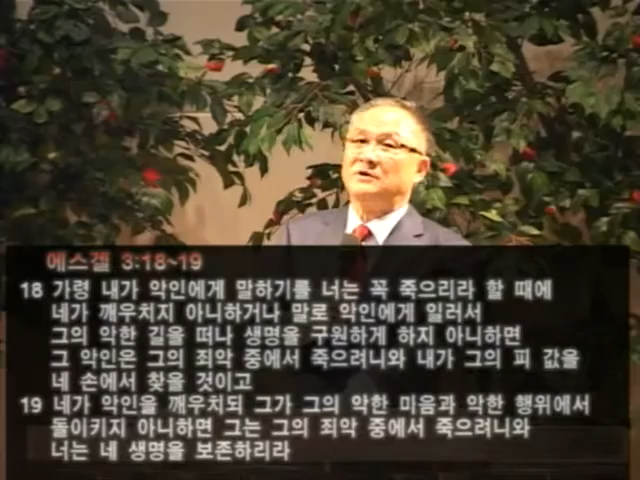 에스겔 3:18~19
18 가령 내가 악인에게 말하기를 너는 꼭 죽으리라 할 때에
네가 깨우치지 아니하거나 말로 악인에게 일러서
그의 악한 길을 떠나 생명을 구원하게 하지 아니하면
그 악인은 그의 죄악 중에서 죽으려니와 내가 그의 피 값을
네 손에서 찾을 것이고
19 네가 악인을 깨우치되 그가 그의 악한 마음과 악한 행위에서
돌이키지 아니하면 그는 그의 죄악 중에서 죽으려니와
너는 네 생명을 보존하리라